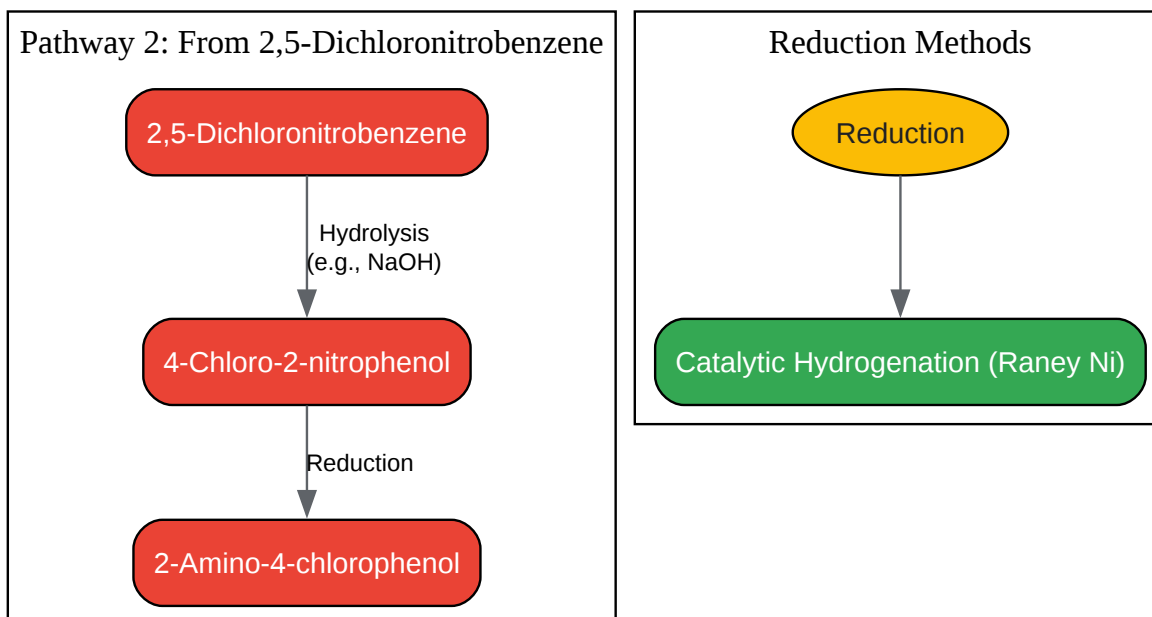 Pathway 2: From 2,5-Dichloronitrobenzene
2,5-Dichloronitrobenzene
Hydrolysis
(e.g., NaOH)
4-Chloro-2-nitrophenol
Reduction
2-Amino-4-chlorophenol
Reduction Methods
Reduction
Catalytic Hydrogenation (Raney Ni)